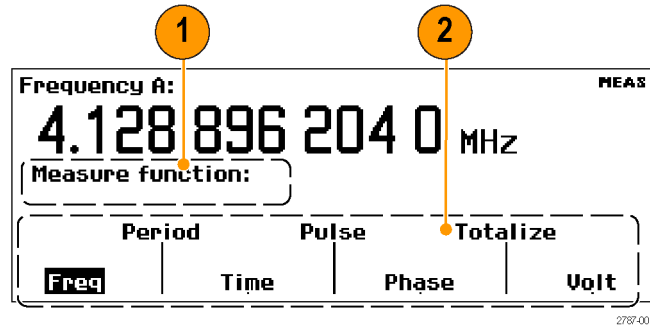 1 2
Frequency A: MEAS
4.128 896 204 0 MHz
Measure function:
Period Pulse Totalize
Freq Time Phase Volt
2787-00